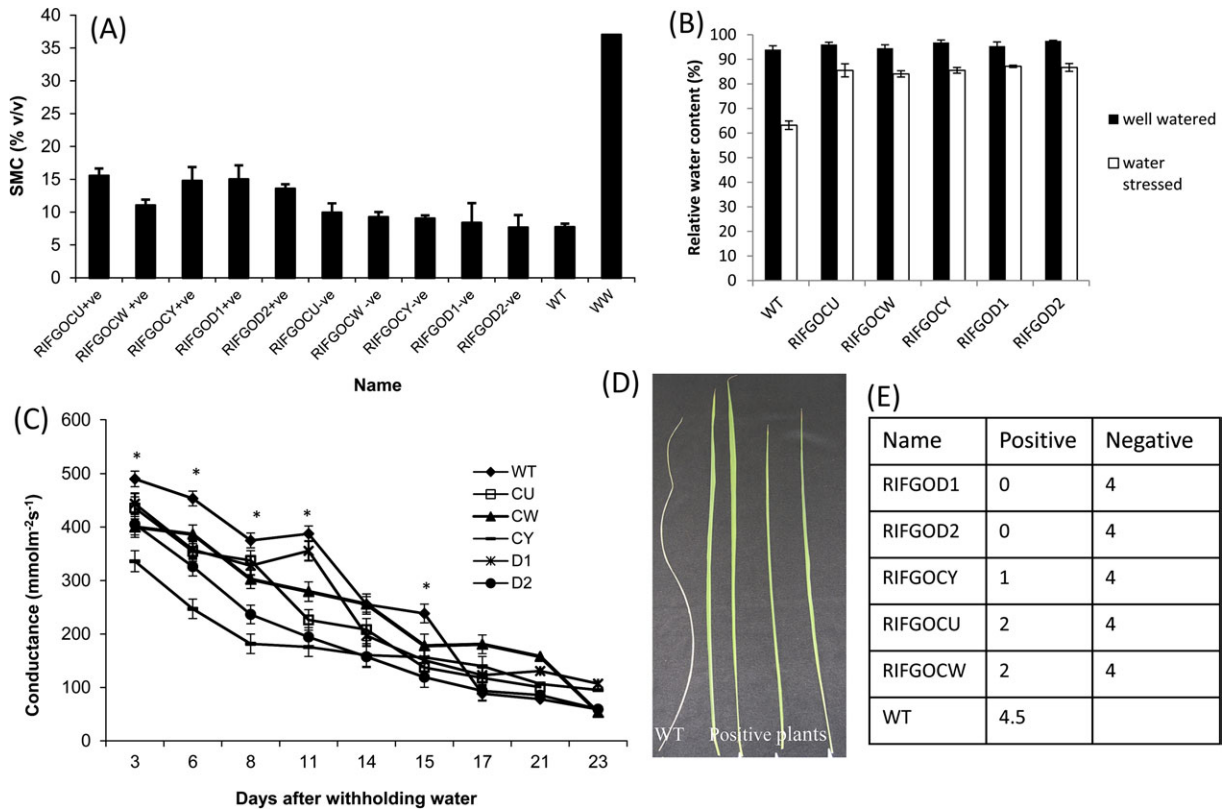 (A)
SMC (% v/v)
40
35
30
25
20
15
10
5
0
RIFGOCU+ve
RIFGOCW +ve
RIFGOCY+ve
RIFGOD1+ve
RIFGOD2+ve
RIFGOCU-ve
RIFGOCW -ve
RIFGOCY-ve
RIFGOD1-ve
RIFGOD2-ve
WT
WW
Name
(B)
Relative water content (%)
100
90
80
70
60
50
40
30
20
10
0
WT
RIFGOCU
RIFGOCW
RIFGOCY
RIFGOD1
RIFGOD2
well watered
water
stressed
(C)
Conductance (mmolm⁻²s⁻¹)
600
500
400
300
200
100
0
* * * * *
WT
CU
CW
CY
D1
D2
3 6 8 11 14 15 17 21 23
Days after withholding water
(D)
WT Positive plants
(E)
Name Positive Negative
RIFGOD1 0 4
RIFGOD2 0 4
RIFGOCY 1 4
RIFGOCU 2 4
RIFGOCW 2 4
WT 4.5